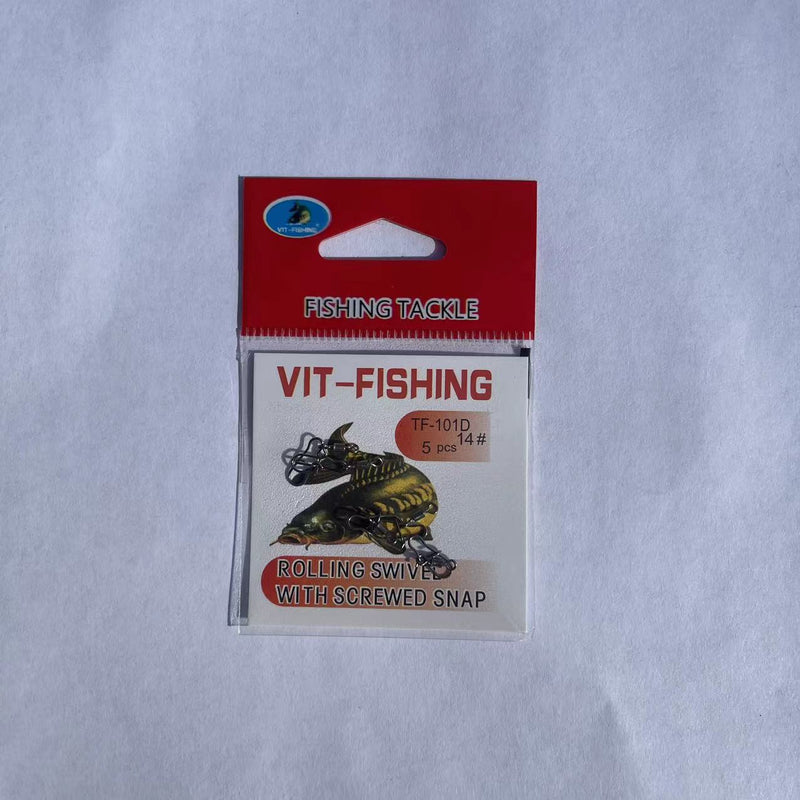 VIT-FISHING
FISHING TACKLE
VIT-FISHING
TF-101D
14#
5 pcs
ROLLING SWIVEL
WITH SCREWED SNAP